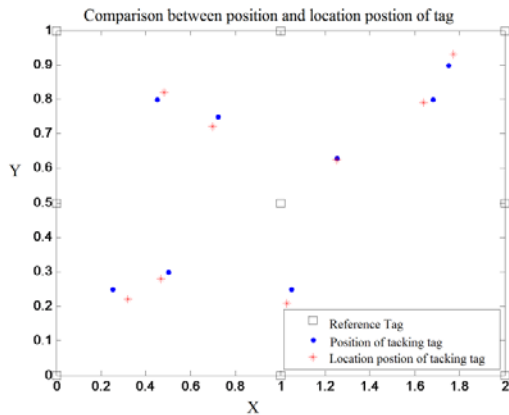 Comparison between position and location postion of tag
1
0.9
0.8
0.7
0.6
Y
0.5
0.4
0.3
0.2
0.1
0
Reference Tag
Position of tacking tag
Location postion of tacking tag
0 0.2 0.4 0.6 0.8 1 1.2 1.4 1.6 1.8 2
X